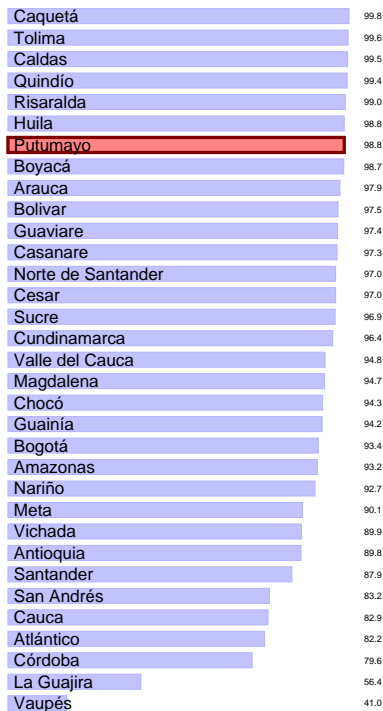 Caquetá 99.8
Tolima 99.6
Caldas 99.5
Quindío 99.4
Risaralda 99.0
Huila 98.8
Putumayo 98.8
Boyacá 98.7
Arauca 97.9
Bolivar 97.5
Guaviare 97.4
Casanare 97.3
Norte de Santander 97.0
Cesar 97.0
Sucre 96.9
Cundinamarca 96.4
Valle del Cauca 94.8
Magdalena 94.7
Chocó 94.3
Guainía 94.2
Bogotá 93.4
Amazonas 93.2
Nariño 92.7
Meta 90.1
Vichada 89.9
Antioquia 89.8
Santander 87.9
San Andrés 83.2
Cauca 82.9
Atlántico 82.2
Córdoba 79.6
La Guajira 56.4
Vaupés 41.0